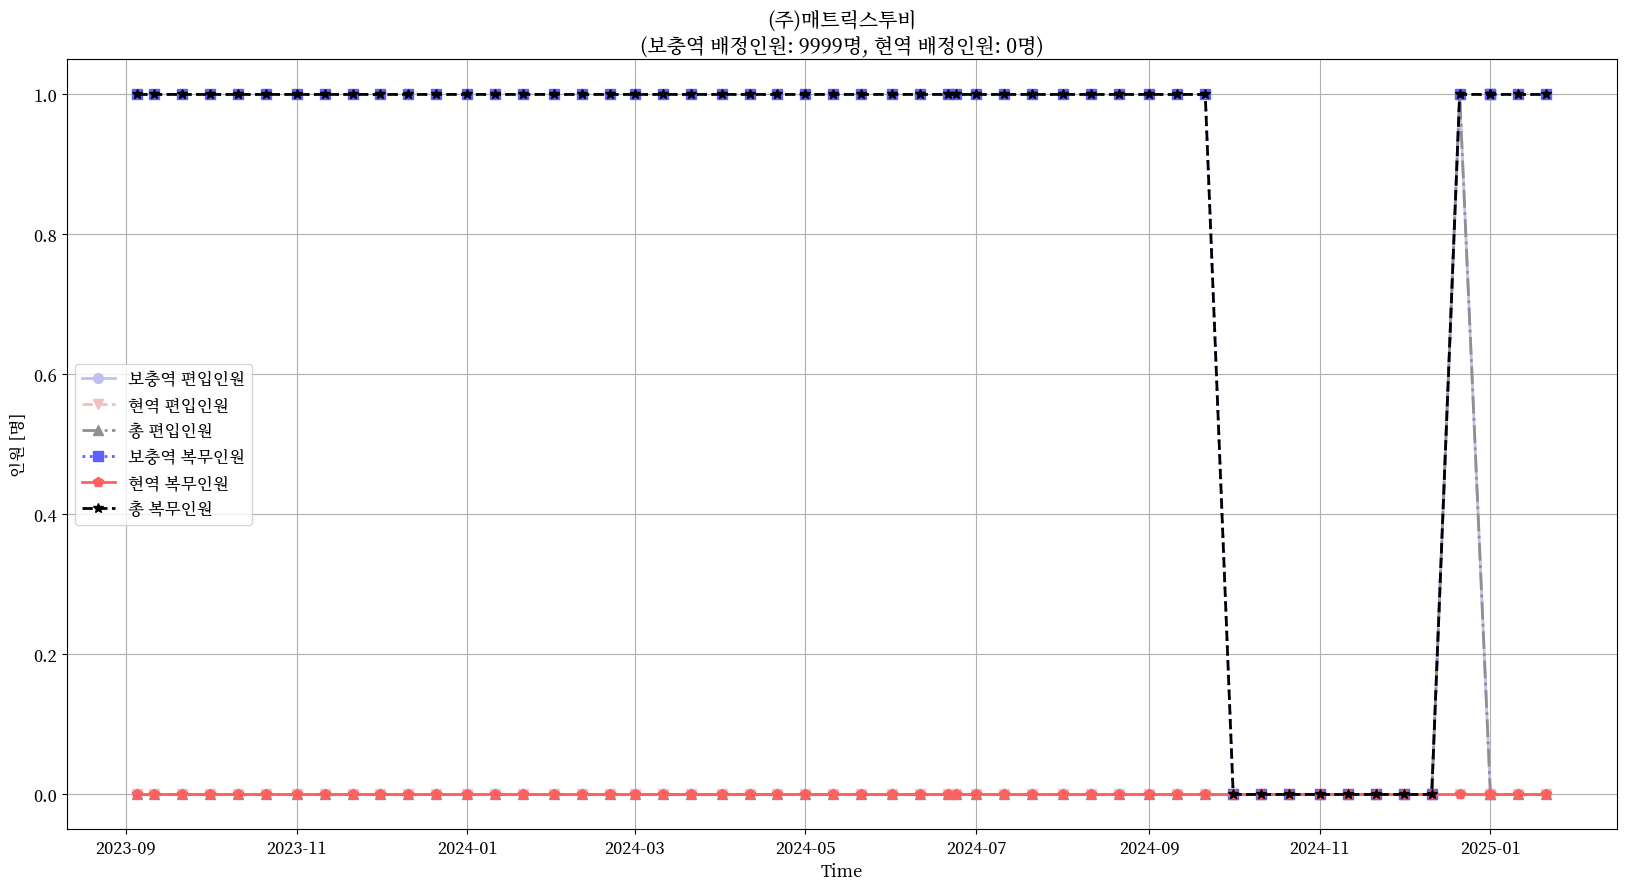 (주)매트릭스투비
(보충역 배정인원: 9999명, 현역 배정인원: 0명)
1.0
0.8
0.6
0.4
0.2
0.0
인원 [명]
보충역 편입인원
현역 편입인원
총 편입인원
보충역 복무인원
현역 복무인원
총 복무인원
2023-09
2023-11
2024-01
2024-03
2024-05
2024-07
2024-09
2024-11
2025-01
Time